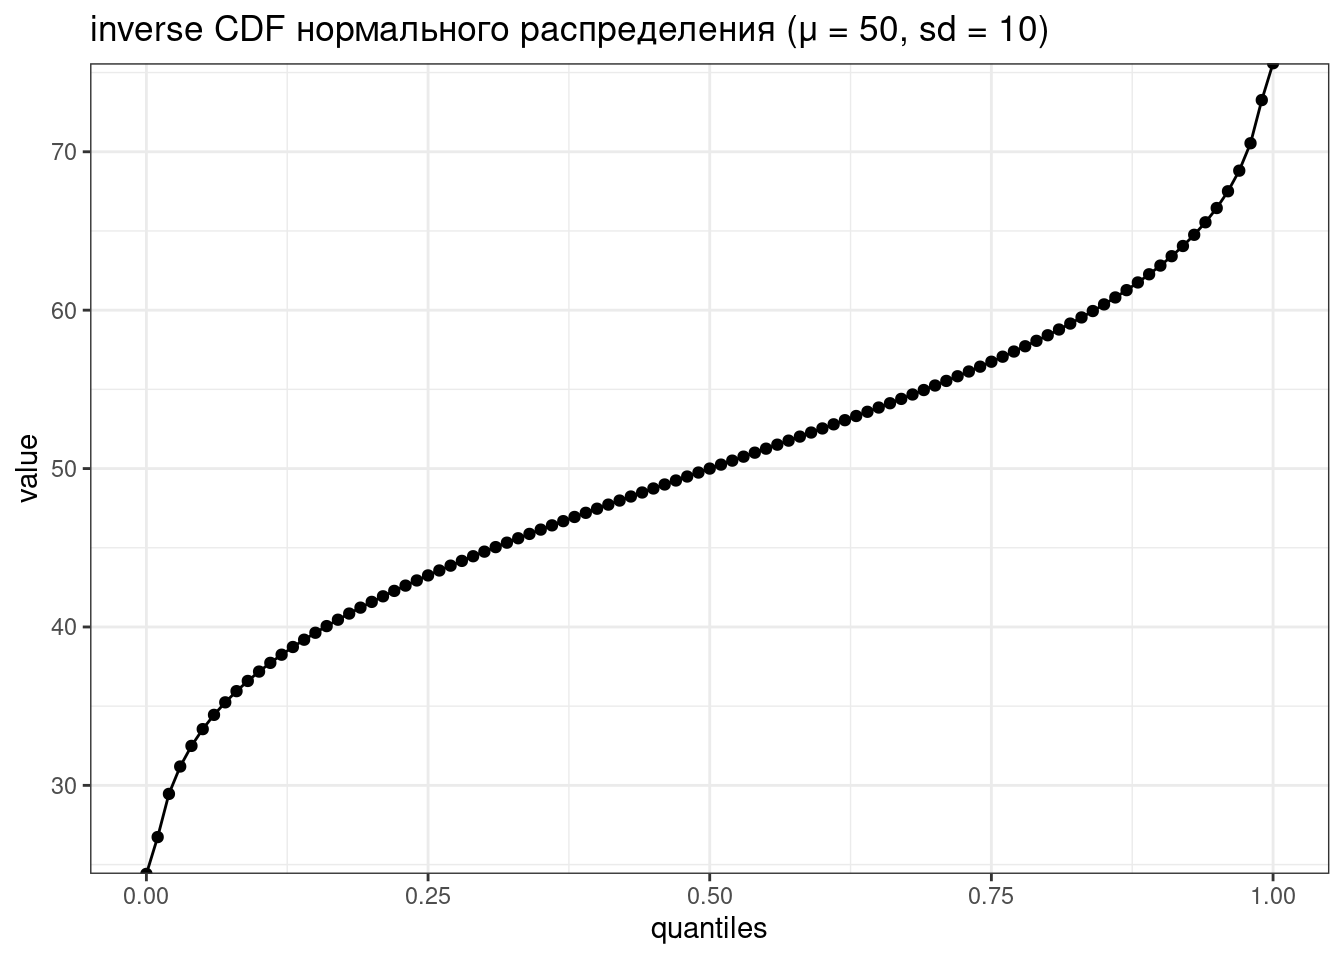 inverse CDF нормального распределения (μ = 50, sd = 10)
value
70
60
50
40
30
0.00 0.25 0.50 0.75 1.00
quantiles